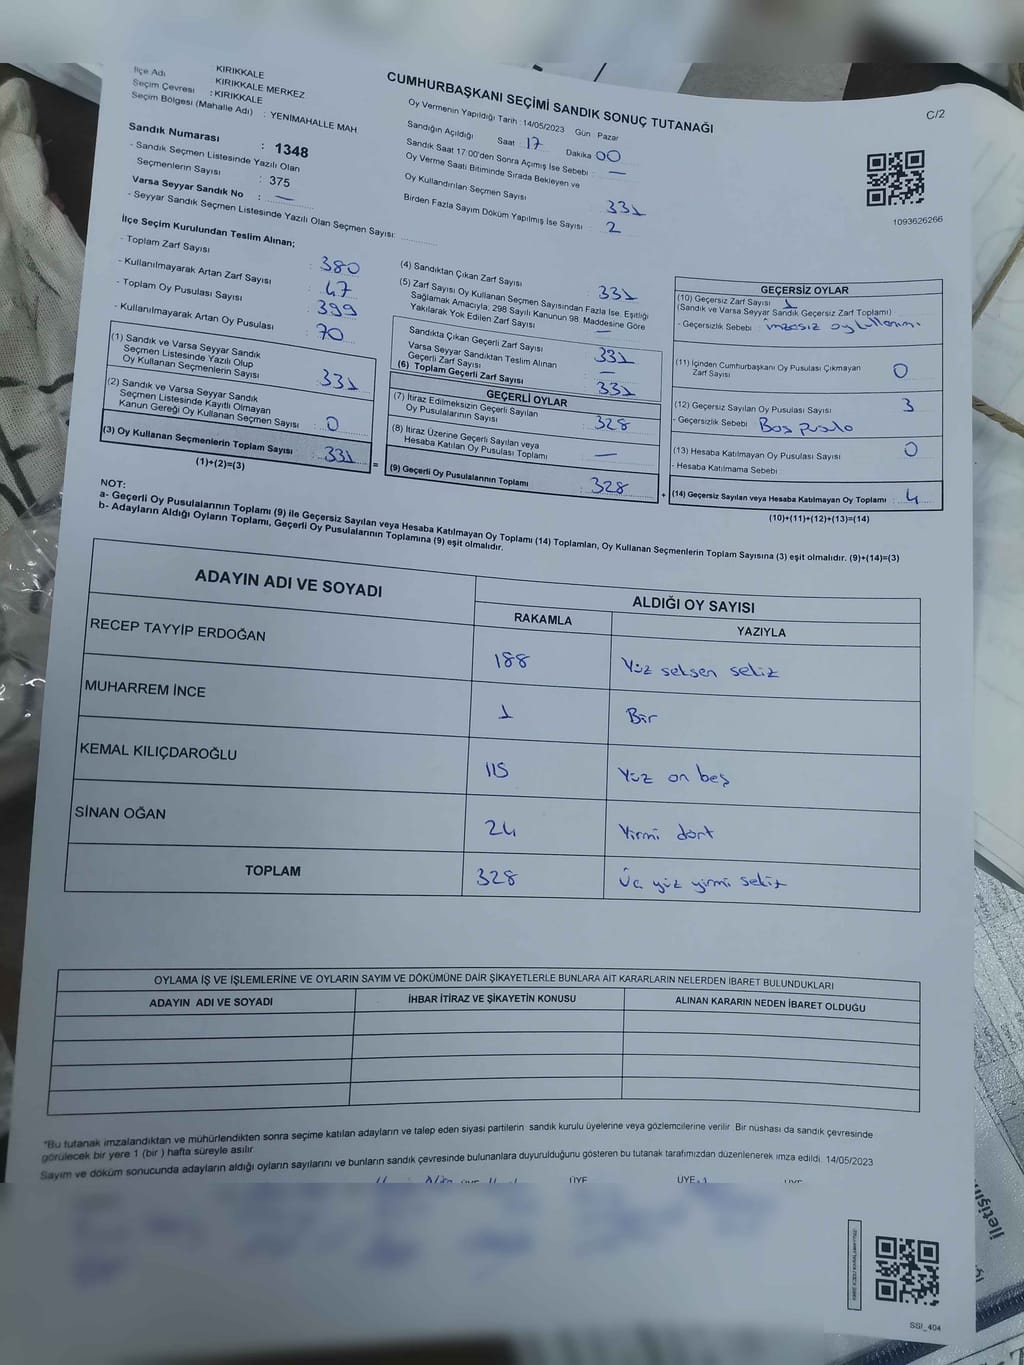 İlçe Adı KIRIKKALE
Seçim Çevresi KIRIKKALE MERKEZ
: KIRIKKALE
Seçim Bölgesi (Mahalle Adı) : YENİMAHALLE MAH
Sandık Numarası : 1348
- Sandık Seçmen Listesinde Yazılı Olan
Seçmenlerin Sayısı : 375
Varsa Seyyar Sandık No : —
- Seyyar Sandık Seçmen Listesinde Yazılı Olan Seçmen Sayısı:
CUMHURBAŞKANI SEÇİMİ SANDIK SONUÇ TUTANAĞI
Oy Vermenin Yapıldığı Tarih : 14/05/2023 Gün Pazar
Sandığın Açıldığı Saat 17 Dakika 00
Sandık Saat 17:00'den Sonra Açımış İse Sebebi : —
Oy Verme Saati Bitiminde Sırada Bekleyen ve
Oy Kullandırılan Seçmen Sayısı 331
Birden Fazla Sayım Döküm Yapılmış İse Sayısı : 2
C/2
1093626266
İlçe Seçim Kurulundan Teslim Alınan;
- Toplam Zarf Sayısı : 380
- Kullanılmayarak Artan Zarf Sayısı : 47
- Toplam Oy Pusulası Sayısı : 399
- Kullanılmayarak Artan Oy Pusulası : 70
(1) Sandık ve Varsa Seyyar Sandık
Seçmen Listesinde Yazılı Olup
Oy Kullanan Seçmenlerin Sayısı : 331
(2) Sandık ve Varsa Seyyar Sandık
Seçmen Listesinde Kayıtlı Olmayan
Kanun Gereği Oy Kullanan Seçmen Sayısı : 0
(3) Oy Kullanan Seçmenlerin Toplam Sayısı : 331
(1)+(2)=(3)
=
(4) Sandıktan Çıkan Zarf Sayısı : 331
(5) Zarf Sayısı Oy Kullanan Seçmen Sayısından Fazla İse, Eşitliği
Sağlamak Amacıyla, 298 Sayılı Kanunun 98. Maddesine Göre
Yakılarak Yok Edilen Zarf Sayısı : —
Sandıkta Çıkan Geçerli Zarf Sayısı : 331
Varsa Seyyar Sandıktan Teslim Alınan
Geçerli Zarf Sayısı : —
(6) Toplam Geçerli Zarf Sayısı : 331
GEÇERLİ OYLAR
(7) İtiraz Edilmeksizin Geçerli Sayılan
Oy Pusulalarının Sayısı : 328
(8) İtiraz Üzerine Geçerli Sayılan veya
Hesaba Katılan Oy Pusulası Toplamı : —
(9) Geçerli Oy Pusulalarının Toplamı : 328
+
GEÇERSİZ OYLAR
(10) Geçersiz Zarf Sayısı 1
(Sandık ve Varsa Seyyar Sandık Geçersiz Zarf Toplamı)
- Geçersizlik Sebebi : imzasız oy kullanımı
(11) İçinden Cumhurbaşkanı Oy Pusulası Çıkmayan
Zarf Sayısı 0
(12) Geçersiz Sayılan Oy Pusulası Sayısı 3
- Geçersizlik Sebebi Boş pusula
(13) Hesaba Katılmayan Oy Pusulası Sayısı 0
- Hesaba Katılmama Sebebi
(14) Geçersiz Sayılan veya Hesaba Katılmayan Oy Toplamı : 4
(10)+(11)+(12)+(13)=(14)
NOT:
a- Geçerli Oy Pusulalarının Toplamı (9) ile Geçersiz Sayılan veya Hesaba Katılmayan Oy Toplamı (14) Toplamları, Oy Kullanan Seçmenlerin Toplam Sayısına (3) eşit olmalıdır. (9)+(14)=(3)
b- Adayların Aldığı Oyların Toplamı, Geçerli Oy Pusulalarının Toplamına (9) eşit olmalıdır.
ADAYIN ADI VE SOYADI ALDIĞI OY SAYISI
RAKAMLA YAZIYLA
RECEP TAYYİP ERDOĞAN 188 Yüz seksen sekiz
MUHARREM İNCE 1 Bir
KEMAL KILIÇDAROĞLU 115 Yüz on beş
SİNAN OĞAN 24 Yirmi dört
TOPLAM 328 Üç yüz yirmi sekiz
OYLAMA İŞ VE İŞLEMLERİNE VE OYLARIN SAYIM VE DÖKÜMÜNE DAİR ŞİKAYETLERLE BUNLARA AİT KARARLARIN NELERDEN İBARET BULUNDUKLARI
ADAYIN ADI VE SOYADI İHBAR İTİRAZ VE ŞİKAYETİN KONUSU ALINAN KARARIN NEDEN İBARET OLDUĞU
*Bu tutanak imzalandıktan ve mühürlendikten sonra seçime katılan adayların ve talep eden siyasi partilerin sandık kurulu üyelerine veya gözlemcilerine verilir. Bir nüshası da sandık çevresinde
görülecek bir yere 1 (bir ) hafta süreyle asılır.
Sayım ve döküm sonucunda adayların aldığı oyların sayılarını ve bunların sandık çevresinde bulunanlara duyurulduğunu gösteren bu tutanak tarafımızdan düzenlenerek imza edildi. 14/05/2023
ÜYE ÜYE
SSI_404
iletişim